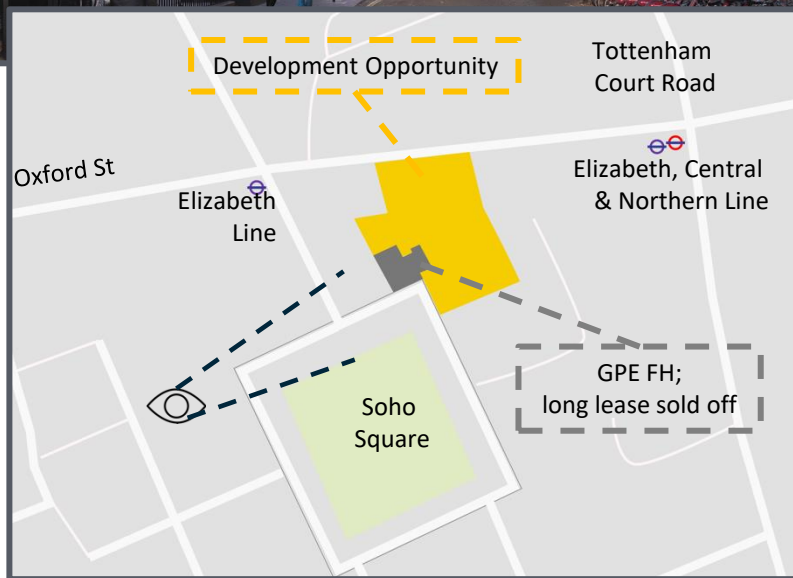 Development Opportunity
Tottenham
Court Road
Oxford St
Elizabeth
Line
Elizabeth, Central
& Northern Line
GPE FH;
long lease sold off
Soho
Square